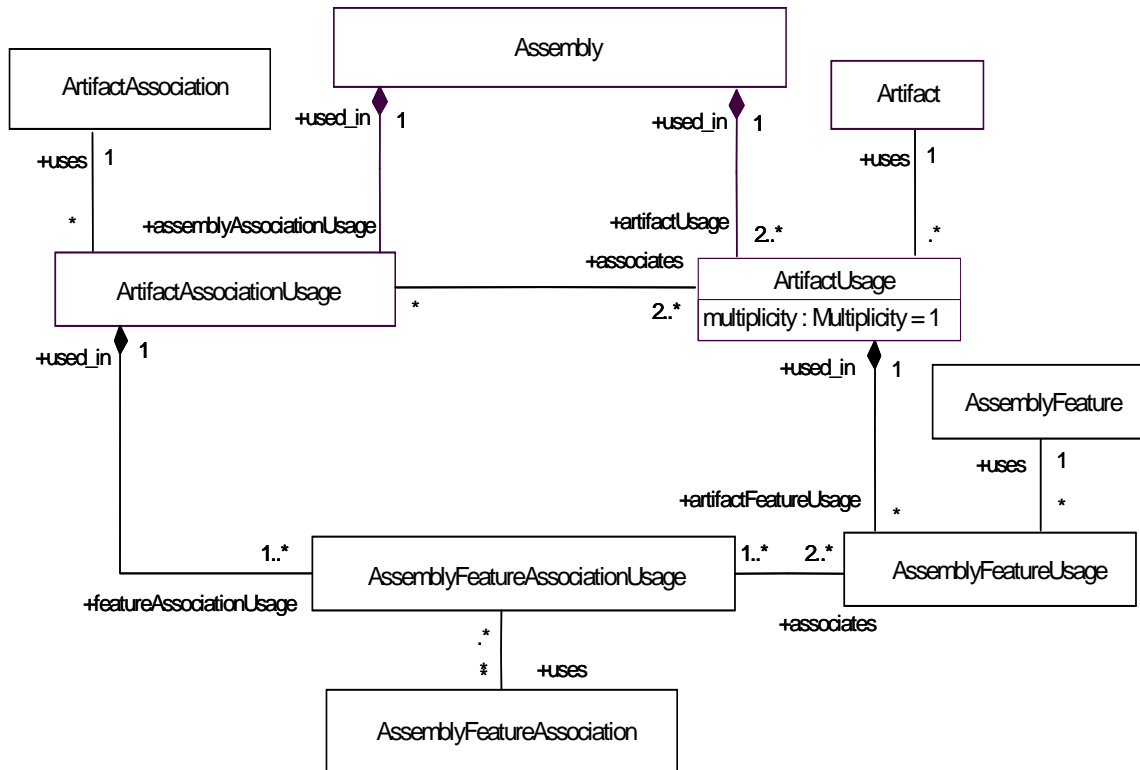 Assembly
ArtifactAssociation
Artifact
+used_in
1
+used_in
1
+uses
1
+uses
1
*
+assemblyAssociationUsage
+artifactUsage
2..*
.*
+associates
ArtifactAssociationUsage
ArtifactUsage
*
2..*
multiplicity : Multiplicity = 1
+used_in
1
+used_in
1
AssemblyFeature
+uses
1
+artifactFeatureUsage
*
*
1..*
AssemblyFeatureAssociationUsage
1..*
2..*
AssemblyFeatureUsage
+featureAssociationUsage
+associates
.*
*
+uses
AssemblyFeatureAssociation